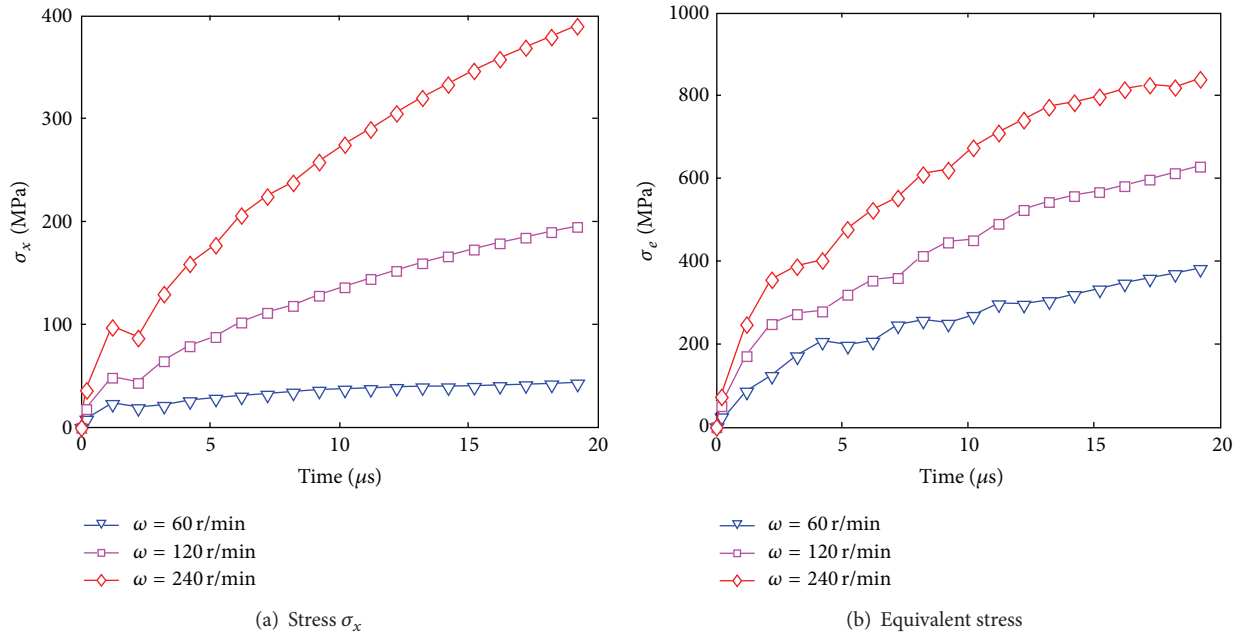 400
300
200
100
0
σx (MPa)
0 5 10 15 20
Time (μs)
ω = 60 r/min
ω = 120 r/min
ω = 240 r/min
(a) Stress σx
1000
800
600
400
200
0
σe (MPa)
0 5 10 15 20
Time (μs)
ω = 60 r/min
ω = 120 r/min
ω = 240 r/min
(b) Equivalent stress